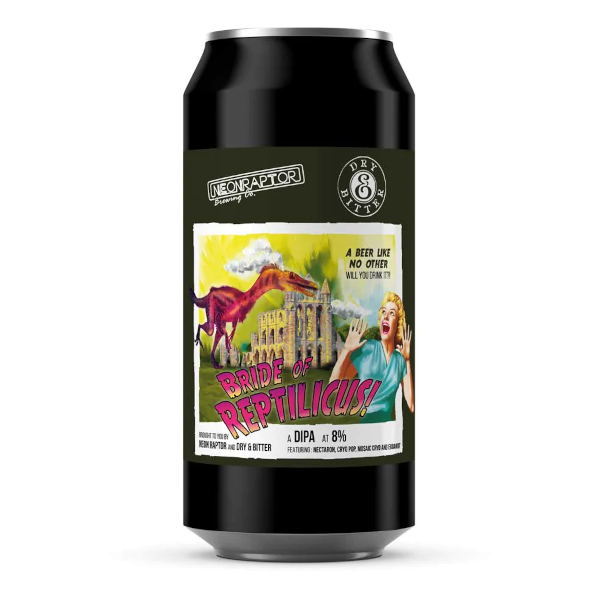 NEONRAPTOR
Brewing Co.
DRY
&
BITTER
A BEER LIKE
NO OTHER
WILL YOU DRINK IT?!
BRIDE OF
REPTILICUS!
BROUGHT TO YOU BY
NEON RAPTOR AND DRY & BITTER
A DIPA AT 8%
FEATURING: NECTARON, CRYO POP, MOSAIC CRYO AND EKUANOT